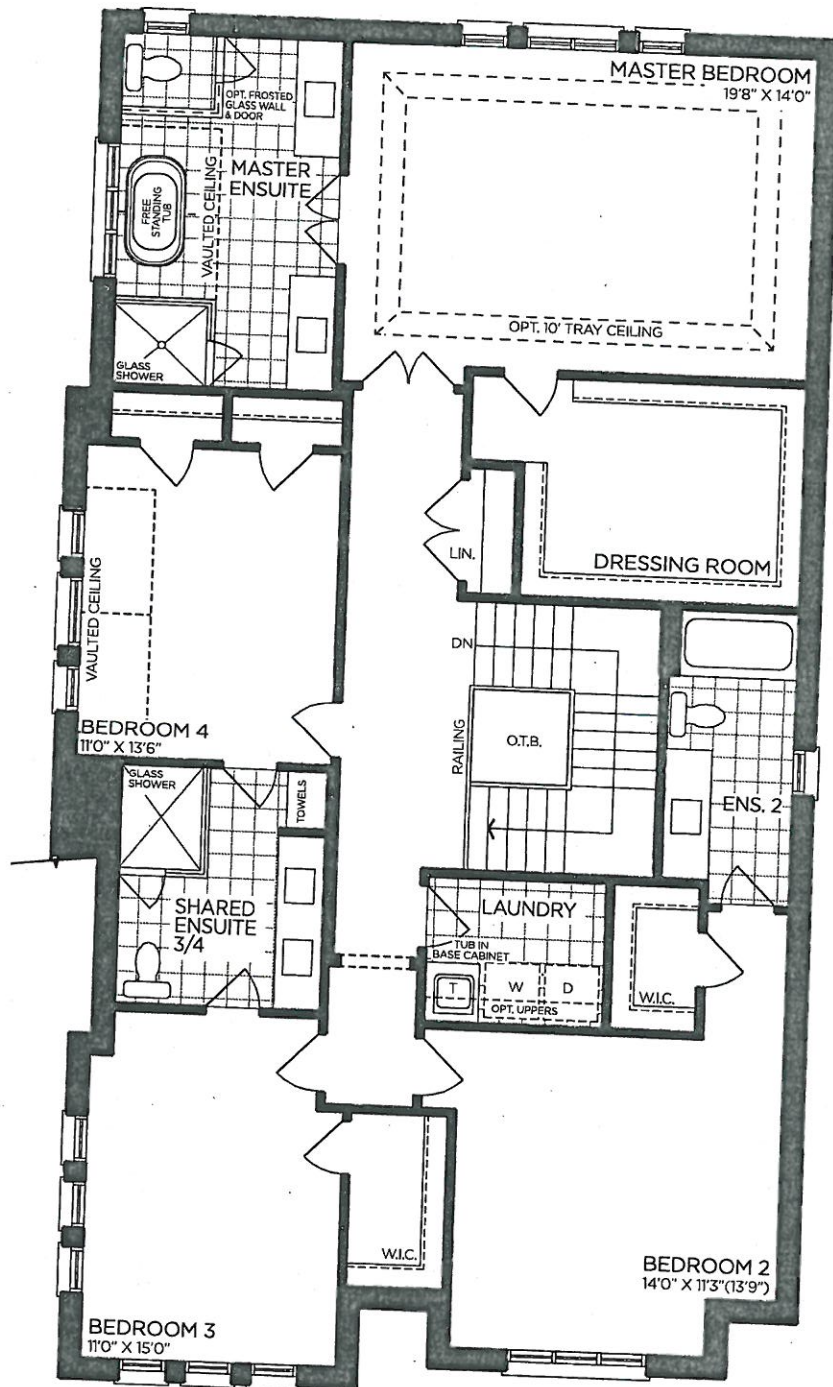 MASTER BEDROOM
19'8" X 14'0"
OPT. FROSTED
GLASS WALL
& DOOR
MASTER
ENSUITE
FREE
STANDING
TUB
VAULTED CEILING
OPT. 10' TRAY CEILING
GLASS
SHOWER
LIN.
DRESSING ROOM
VAULTED CEILING
DN
RAILING
O.T.B.
BEDROOM 4
11'0" X 13'6"
GLASS
SHOWER
TOWELS
ENS. 2
SHARED
ENSUITE
3/4
LAUNDRY
TUB IN
BASE CABINET
T
W
D
OPT. UPPERS
W.I.C.
W.I.C.
BEDROOM 2
14'0" X 11'3"(13'9")
BEDROOM 3
11'0" X 15'0"